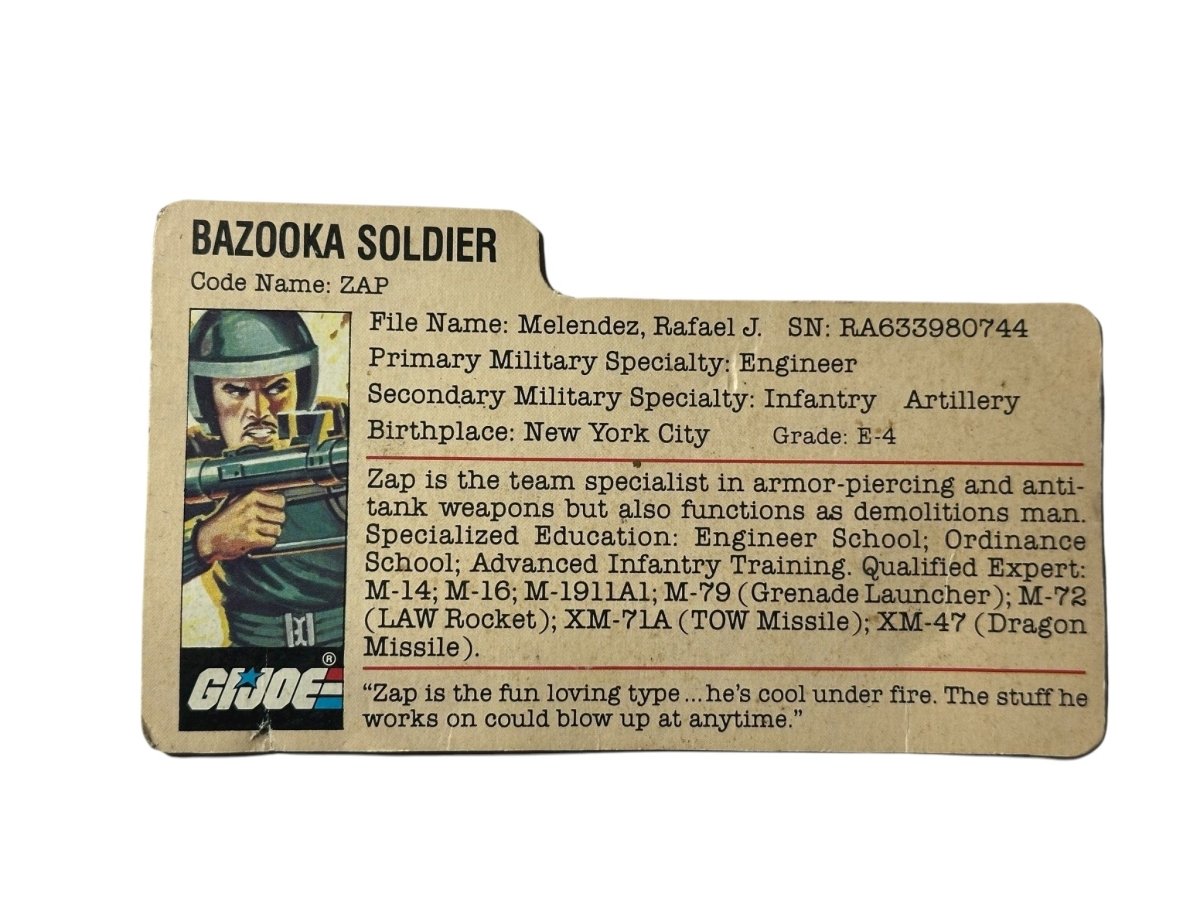 BAZOOKA SOLDIER
Code Name: ZAP
File Name: Melendez, Rafael J. SN: RA633980744
Primary Military Specialty: Engineer
Secondary Military Specialty: Infantry Artillery
Birthplace: New York City Grade: E-4
Zap is the team specialist in armor-piercing and anti-
tank weapons but also functions as demolitions man.
Specialized Education: Engineer School; Ordinance
School; Advanced Infantry Training. Qualified Expert:
M-14; M-16; M-1911A1; M-79 (Grenade Launcher); M-72
(LAW Rocket); XM-71A (TOW Missile); XM-47 (Dragon
Missile).
GI JOE®
“Zap is the fun loving type...he's cool under fire. The stuff he
works on could blow up at anytime.”